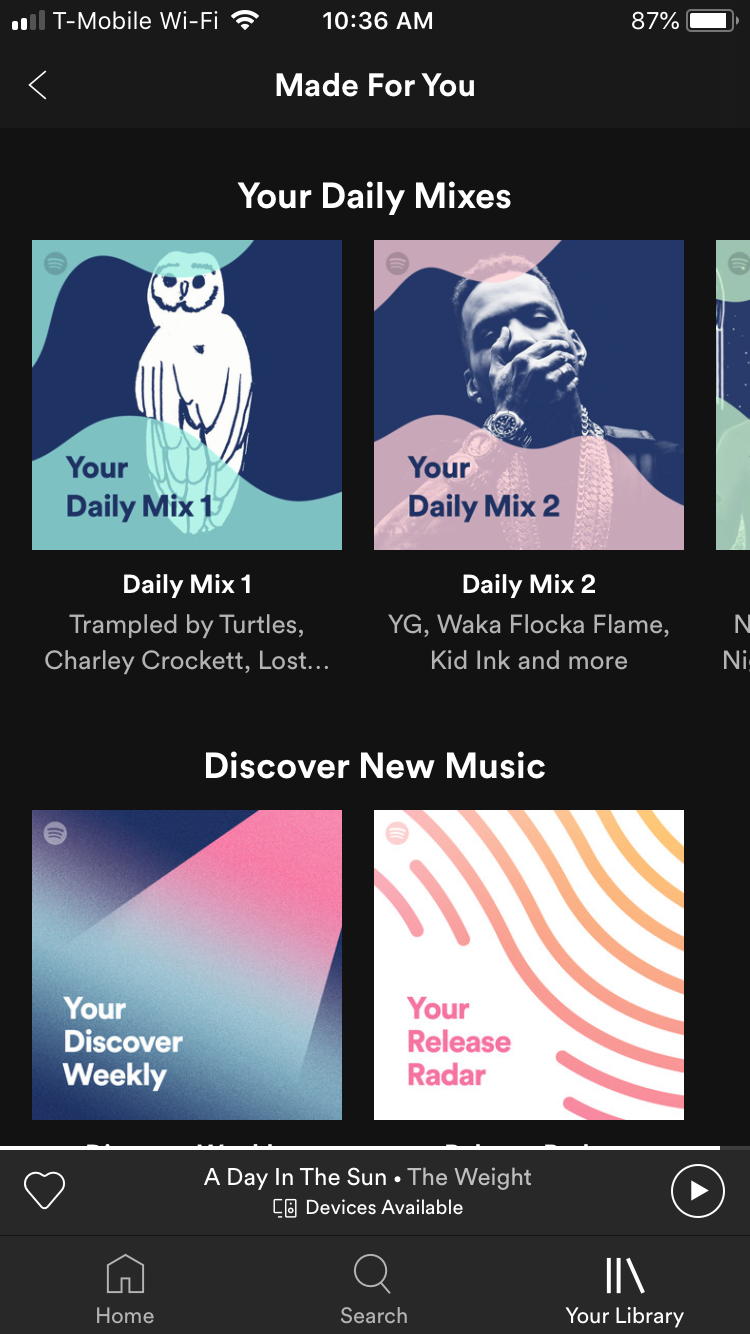 T-Mobile Wi-Fi 10:36 AM 87%
Made For You
Your Daily Mixes
Your
Daily Mix 1
Your
Daily Mix 2
Daily Mix 1
Trampled by Turtles,
Charley Crockett, Lost...
Daily Mix 2
YG, Waka Flocka Flame,
Kid Ink and more
Discover New Music
Your
Discover
Weekly
Your
Release
Radar
A Day In The Sun • The Weight
Devices Available
Home
Search
Your Library